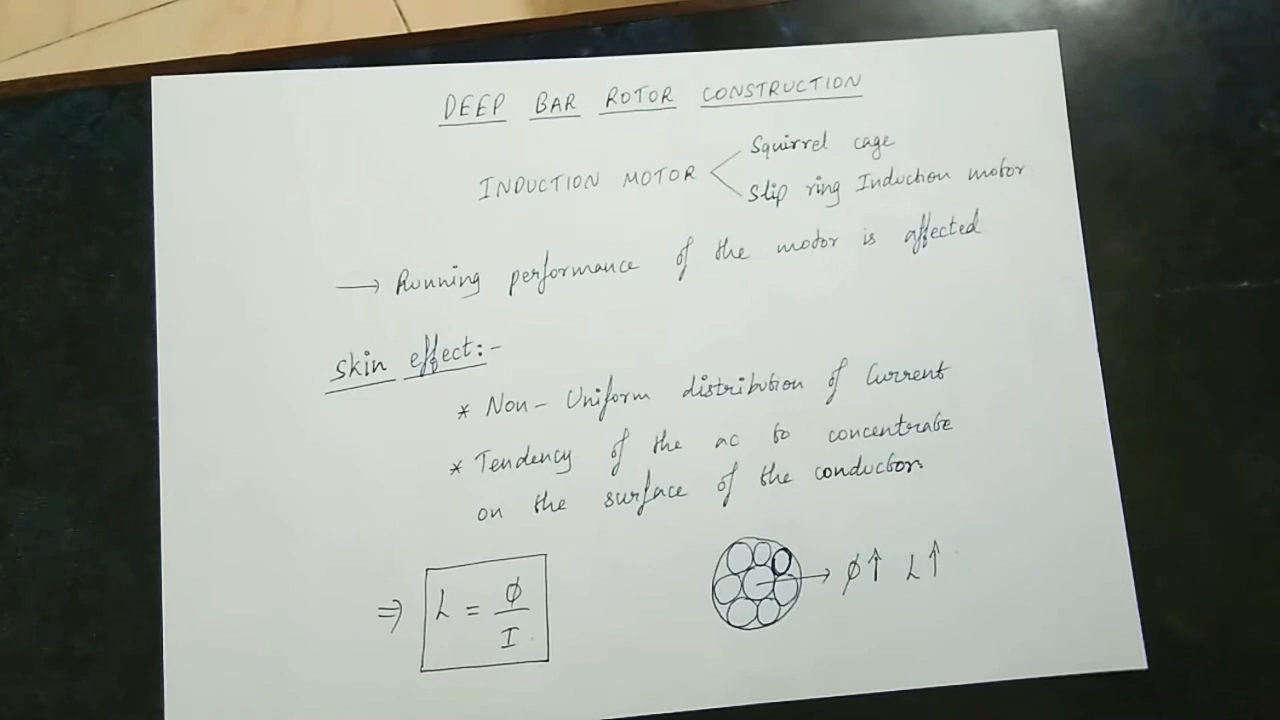 DEEP BAR ROTOR CONSTRUCTION
INDUCTION MOTOR
Squirrel cage
Slip ring Induction motor
→ Running performance of the motor is affected
Skin effect:-
* Non-Uniform distribution of Current
* Tendency of the ac to concentrate
on the surface of the conductor.
⇒ L = ϕ / I
→ ϕ↑ L↑